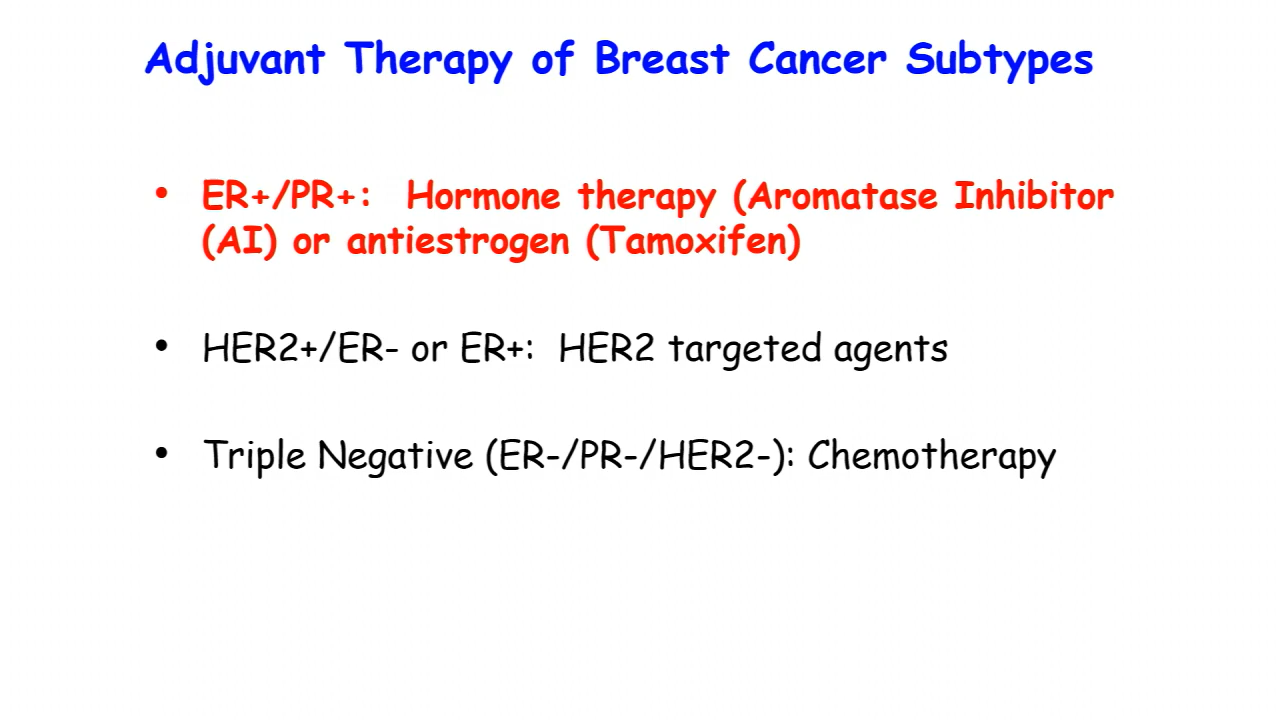 Adjuvant Therapy of Breast Cancer Subtypes
• ER+/PR+: Hormone therapy (Aromatase Inhibitor
(AI) or antiestrogen (Tamoxifen)
• HER2+/ER- or ER+: HER2 targeted agents
• Triple Negative (ER-/PR-/HER2-): Chemotherapy